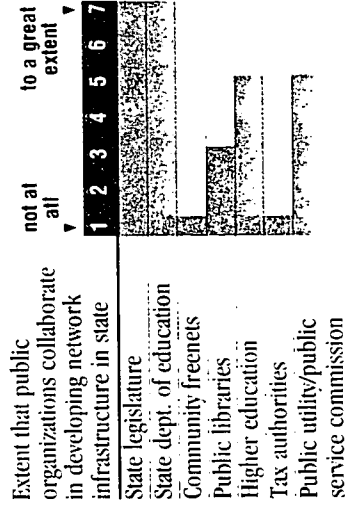 Extent that public
organizations collaborate
in developing network
infrastructure in state
not at all
to a great extent
1 2 3 4 5 6 7
State legislature
State dept. of education
Community freenets
Public libraries
Higher education
Tax authorities
Public utility/public
service commission